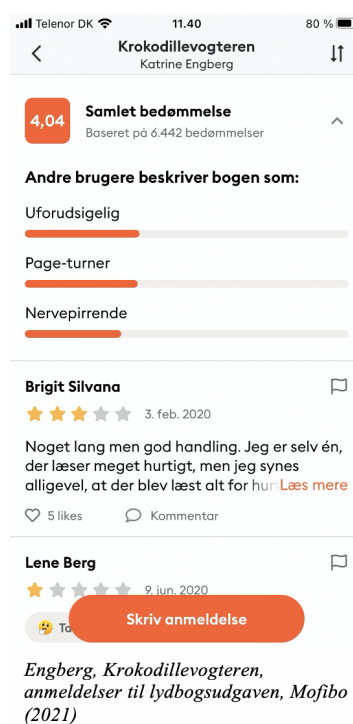 Telenor DK 11.40 80 %
Krokodillevogteren
Katrine Engberg
4,04
Samlet bedømmelse
Baseret på 6.442 bedømmelser
Andre brugere beskriver bogen som:
Uforudsigelig
Page-turner
Nervepirrende
Brigit Silvana
3. feb. 2020
Noget lang men god handling. Jeg er selv én,
der læser meget hurtigt, men jeg synes
alligevel, at der blev læst alt for Læs mere
5 likes Kommentar
Lene Berg
9. jun. 2020
Skriv anmeldelse
Engberg, Krokodillevogteren,
anmeldelser til lydbogsudgaven, Mofibo
(2021)